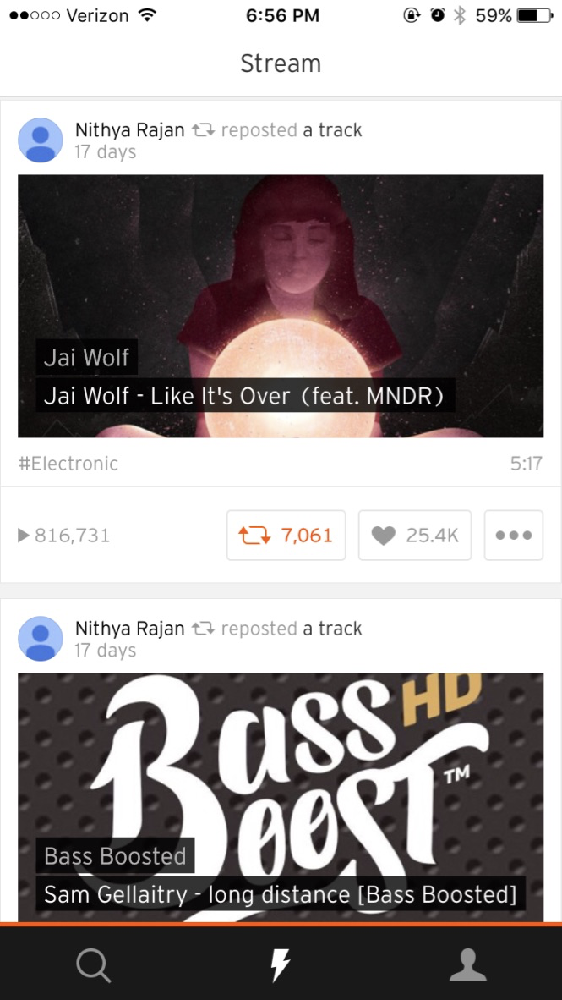 Verizon 6:56 PM 59%
Stream
Nithya Rajan reposted a track
17 days
Jai Wolf
Jai Wolf - Like It's Over (feat. MNDR)
#Electronic 5:17
816,731 7,061 25.4K
Nithya Rajan reposted a track
17 days
Bass HD
Boost TM
Bass Boosted
Sam Gellaitry - long distance [Bass Boosted]